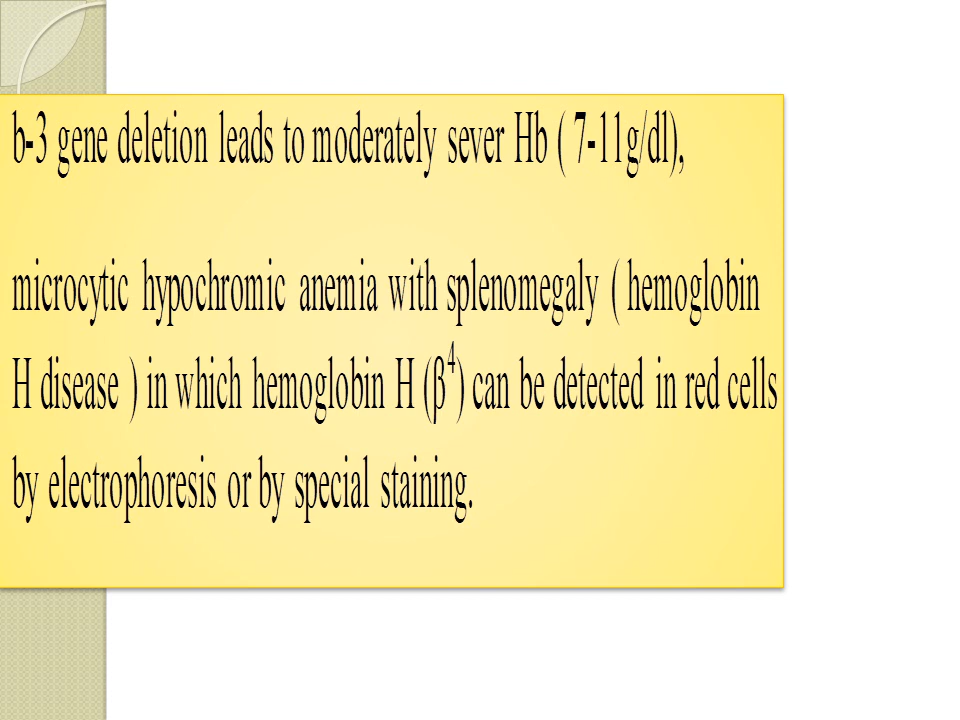 b-3 gene deletion leads to moderately sever Hb ( 7-11g/dl),
microcytic hypochromic anemia with splenomegaly ( hemoglobin
H disease ) in which hemoglobin H (β⁴) can be detected in red cells
by electrophoresis or by special staining.